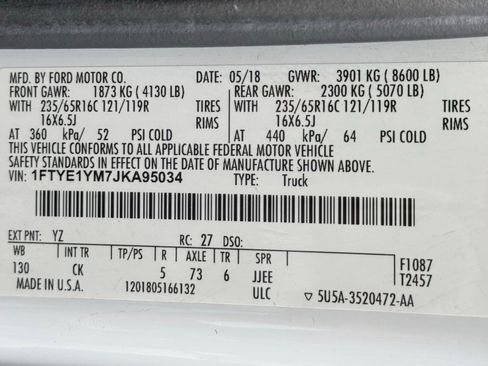 MFD. BY FORD MOTOR CO. DATE: 05/18 GVWR: 3901 KG ( 8600 LB)
FRONT GAWR: 1873 KG ( 4130 LB) REAR GAWR: 2300 KG ( 5070 LB)
WITH 235/65R16C 121/119R TIRES WITH 235/65R16C 121/119R TIRES
16X6.5J RIMS 16X6.5J RIMS
AT 360 kPa/ 52 PSI COLD AT 440 kPa/ 64 PSI COLD
THIS VEHICLE CONFORMS TO ALL APPLICABLE FEDERAL MOTOR VEHICLE
SAFETY STANDARDS IN EFFECT ON THE DATE OF MANUFACTURE SHOWN ABOVE.
VIN: 1FTYE1YM7JKA95034 TYPE: Truck
EXT PNT: YZ RC: 27 DSO:
WB INT TR TP/PS R AXLE TR SPR F1087
130 CK 5 73 6 JJEE T2457
MADE IN U.S.A. 1201805166132 ULC ▽ 5U5A-3520472-AA